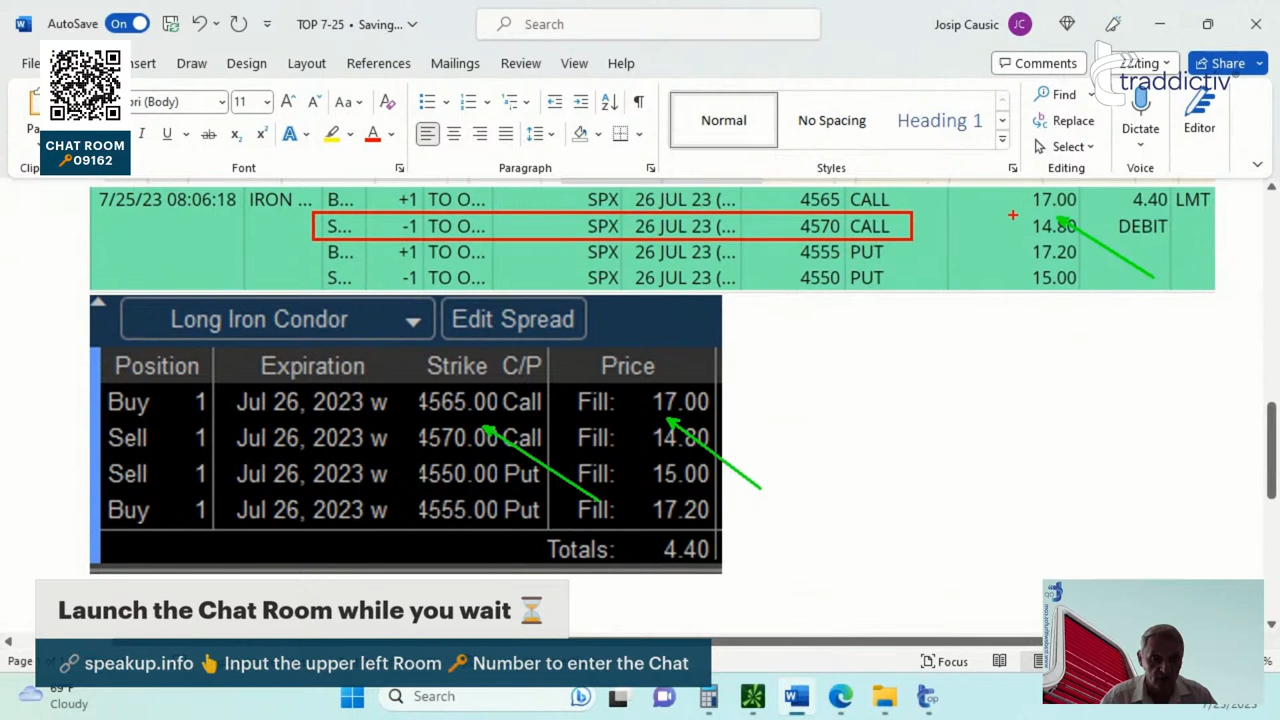 AutoSave On TOP 7-25 • Saving... Search Josip Causic JC
Insert Draw Design Layout References Mailings Review View Help Comments Editing Share
traddictiv
(Body) 11 Aa Normal No Spacing Heading 1 Find Replace Select Dictate Editor
CHAT ROOM
09162
Font Paragraph Styles Editing Voice Editor
7/25/23 08:06:18 IRON ... B... +1 TO O... SPX 26 JUL 23 (... 4565 CALL 17.00 4.40 LMT
S... -1 TO O... SPX 26 JUL 23 (... 4570 CALL 14.80 DEBIT
B... +1 TO O... SPX 26 JUL 23 (... 4555 PUT 17.20
S... -1 TO O... SPX 26 JUL 23 (... 4550 PUT 15.00
Long Iron Condor Edit Spread
Position Expiration Strike C/P Price
Buy 1 Jul 26, 2023 w 4565.00 Call Fill: 17.00
Sell 1 Jul 26, 2023 w 4570.00 Call Fill: 14.80
Sell 1 Jul 26, 2023 w 4550.00 Put Fill: 15.00
Buy 1 Jul 26, 2023 w 4555.00 Put Fill: 17.20
Totals: 4.40
Launch the Chat Room while you wait
speakup.info Input the upper left Room Number to enter the Chat
Page Focus
69°F
Cloudy
Search
7/25/2023